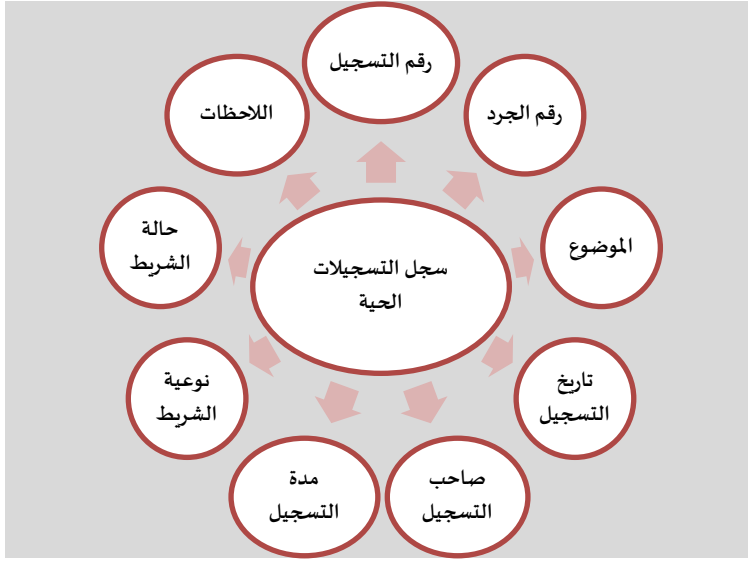 رقم التسجيل
رقم الجرد
الموضوع
تاريخ
التسجيل
صاحب
التسجيل
مدة
التسجيل
نوعية
الشريط
حالة
الشريط
اللاحظات
سجل التسجيلات
الحية